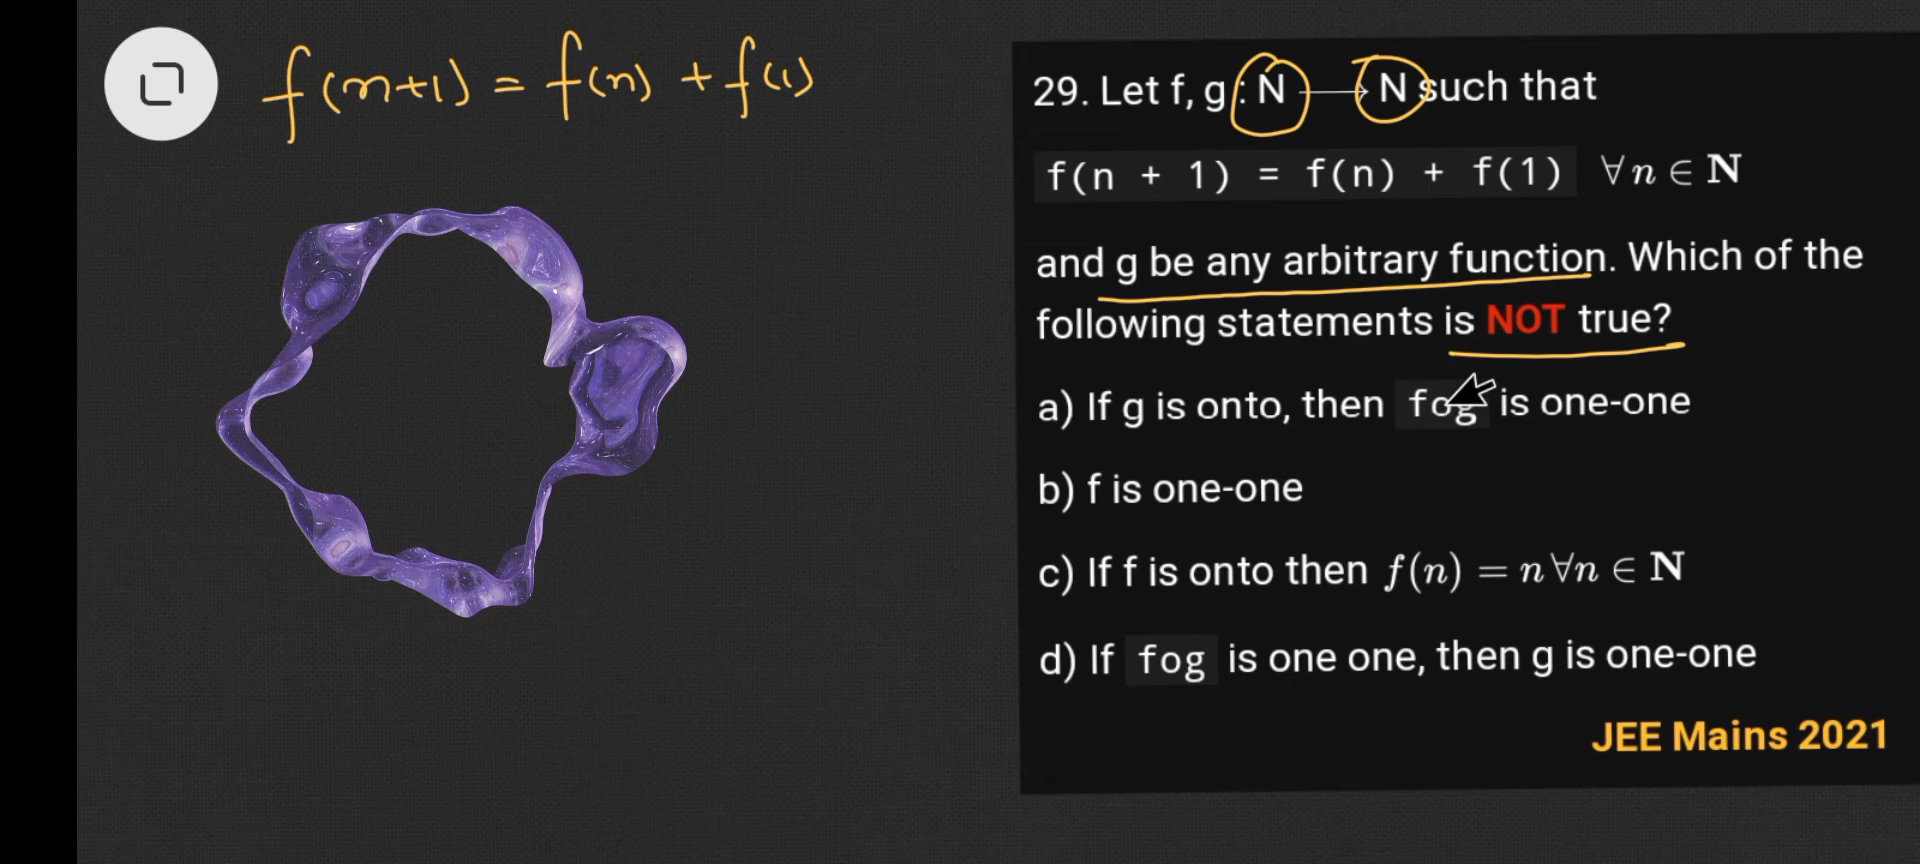 f(n+1) = f(n) + f(1)
29. Let f, g : N → N such that
f(n + 1) = f(n) + f(1) ∀n ∈ N
and g be any arbitrary function. Which of the
following statements is NOT true?
a) If g is onto, then fog is one-one
b) f is one-one
c) If f is onto then f(n) = n ∀n ∈ N
d) If fog is one one, then g is one-one
JEE Mains 2021